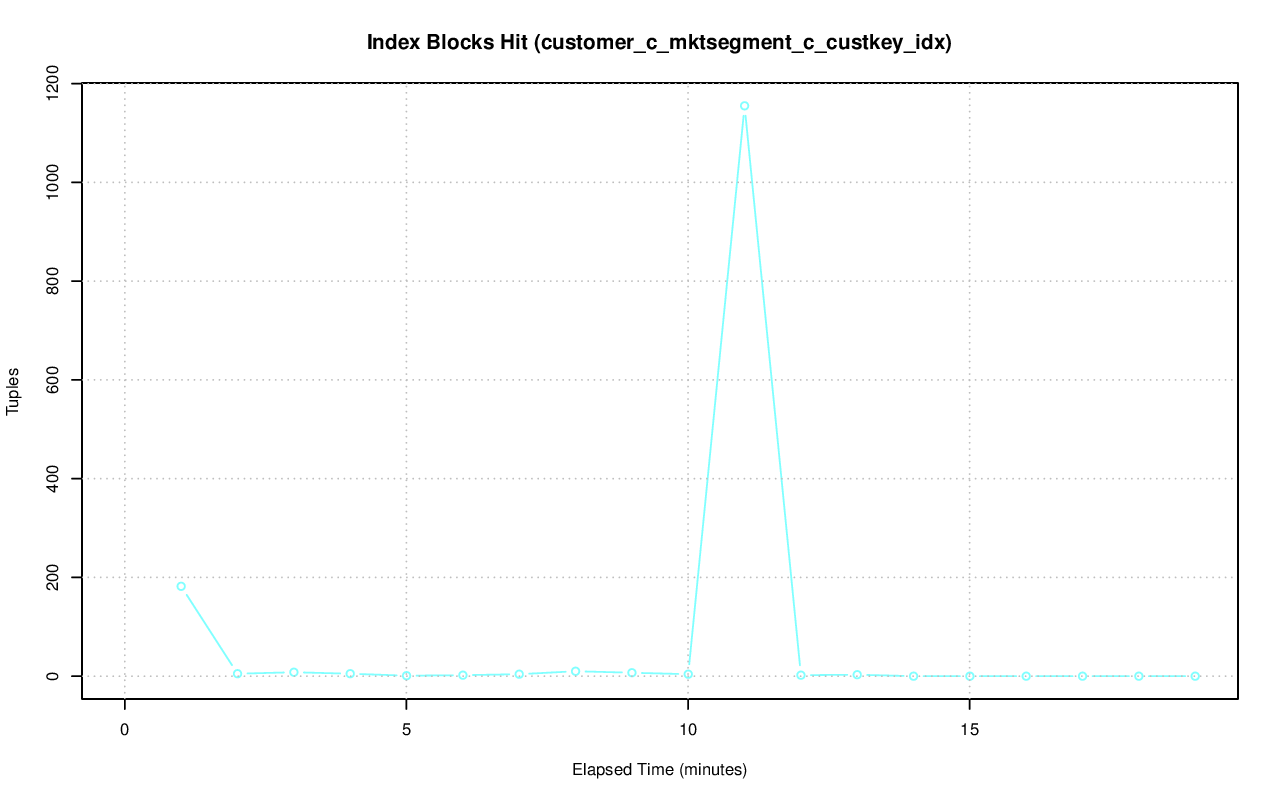 Index Blocks Hit (customer_c_mktsegment_c_custkey_idx)
1200
1000
800
600
400
200
0
Tuples
0 5 10 15
Elapsed Time (minutes)